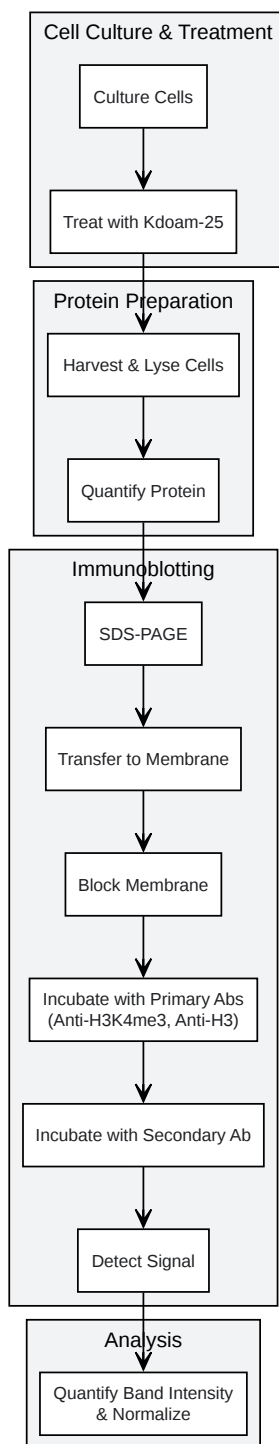 Cell Culture & Treatment
Culture Cells
Treat with Kdoam-25
Protein Preparation
Harvest & Lyse Cells
Quantify Protein
Immunoblotting
SDS-PAGE
Transfer to Membrane
Block Membrane
Incubate with Primary Abs
(Anti-H3K4me3, Anti-H3)
Incubate with Secondary Ab
Detect Signal
Analysis
Quantify Band Intensity
& Normalize